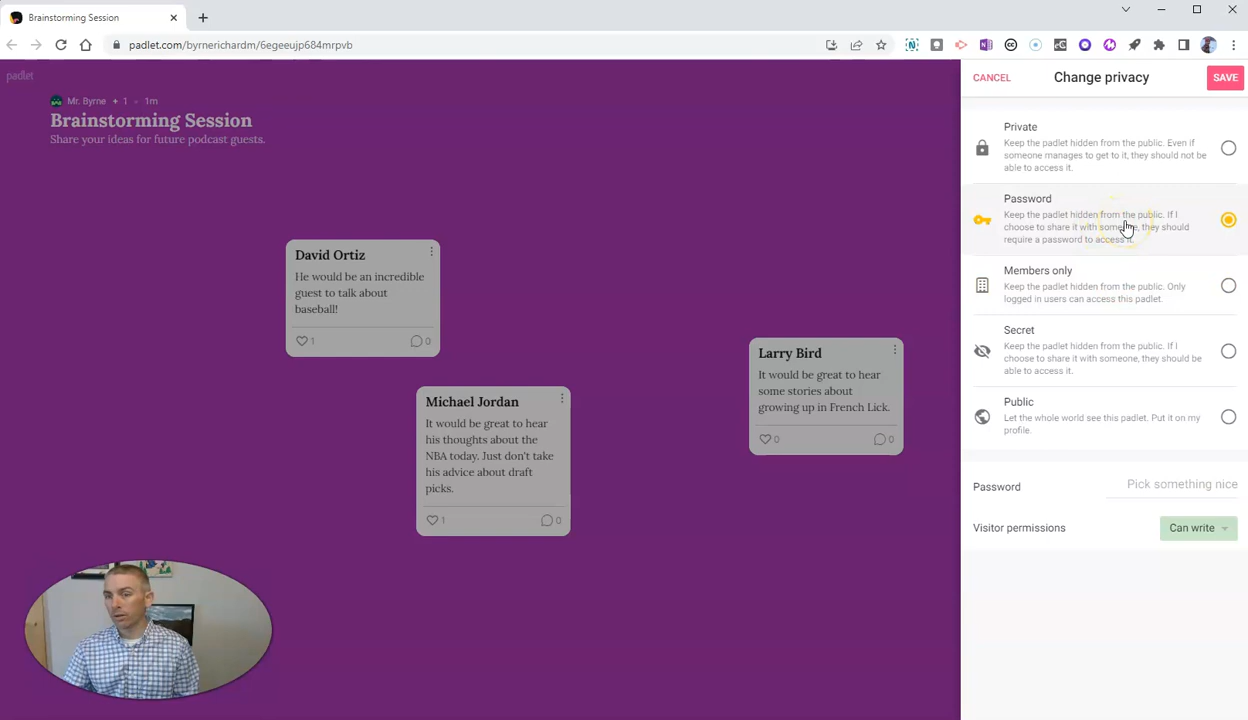 Brainstorming Session
padlet.com/byrnerichardm/6egeeujp684mrpvb
padlet
Mr. Byrne + 1 1m
Brainstorming Session
Share your ideas for future podcast guests.
David Ortiz
He would be an incredible
guest to talk about
baseball!
1 0
Michael Jordan
It would be great to hear
his thoughts about the
NBA today. Just don't take
his advice about draft
picks.
1 0
Larry Bird
It would be great to hear
some stories about
growing up in French Lick.
0 0
CANCEL Change privacy SAVE
Private
Keep the padlet hidden from the public. Even if
someone manages to get to it, they should not be
able to access it.
Password
Keep the padlet hidden from the public. If I
choose to share it with someone, they should
require a password to access it.
Members only
Keep the padlet hidden from the public. Only
logged in users can access this padlet.
Secret
Keep the padlet hidden from the public. If I
choose to share it with someone, they should be
able to access it.
Public
Let the whole world see this padlet. Put it on my
profile.
Password Pick something nice
Visitor permissions Can write